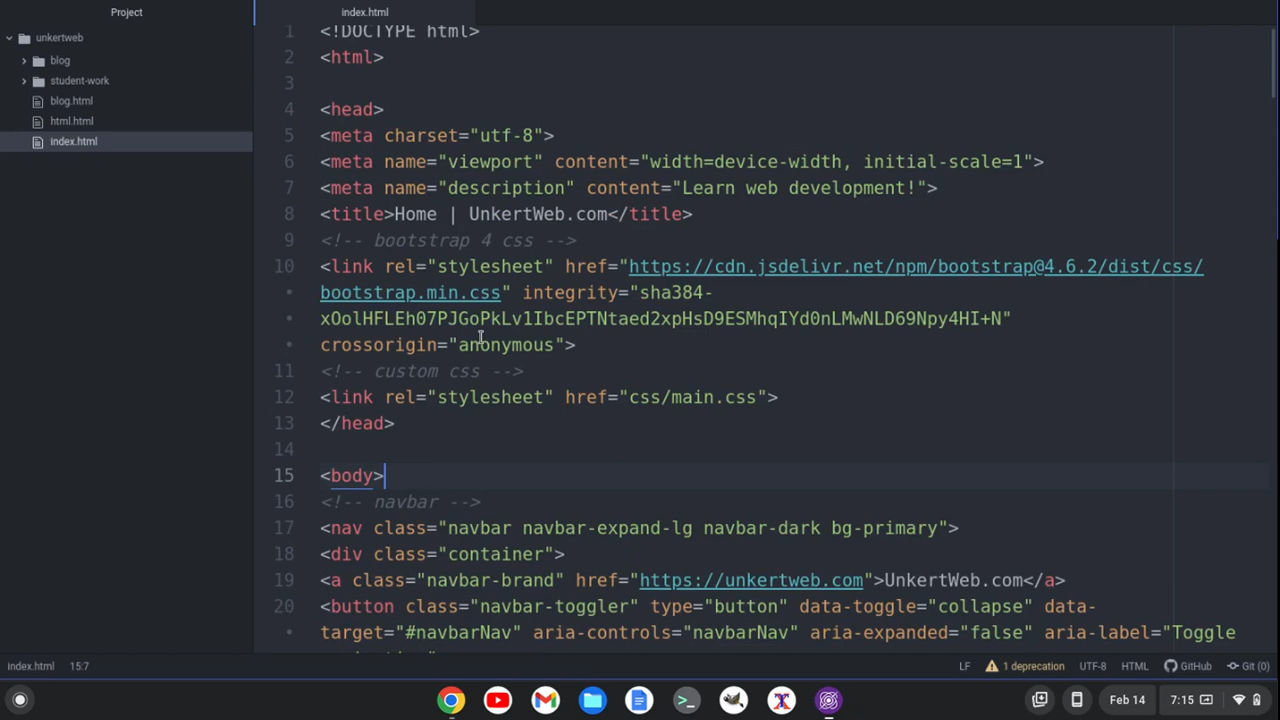 Project
index.html
unkertweb
blog
student-work
blog.html
html.html
index.html
1 <!DOCTYPE html>
2 <html>
3
4 <head>
5 <meta charset="utf-8">
6 <meta name="viewport" content="width=device-width, initial-scale=1">
7 <meta name="description" content="Learn web development!">
8 <title>Home | UnkertWeb.com</title>
9 <!-- bootstrap 4 css -->
10 <link rel="stylesheet" href="https://cdn.jsdelivr.net/npm/bootstrap@4.6.2/dist/css/
• bootstrap.min.css" integrity="sha384-
• xOolHFLEh07PJGoPkLv1IbcEPTNtaed2xpHsD9ESMhqIYd0nLMwNLD69Npy4HI+N"
• crossorigin="anonymous">
11 <!-- custom css -->
12 <link rel="stylesheet" href="css/main.css">
13 </head>
14
15 <body>
16 <!-- navbar -->
17 <nav class="navbar navbar-expand-lg navbar-dark bg-primary">
18 <div class="container">
19 <a class="navbar-brand" href="https://unkertweb.com">UnkertWeb.com</a>
20 <button class="navbar-toggler" type="button" data-toggle="collapse" data-
• target="#navbarNav" aria-controls="navbarNav" aria-expanded="false" aria-label="Toggle
index.html 15:7 LF 1 deprecation UTF-8 HTML GitHub Git (0)
Feb 14 7:15